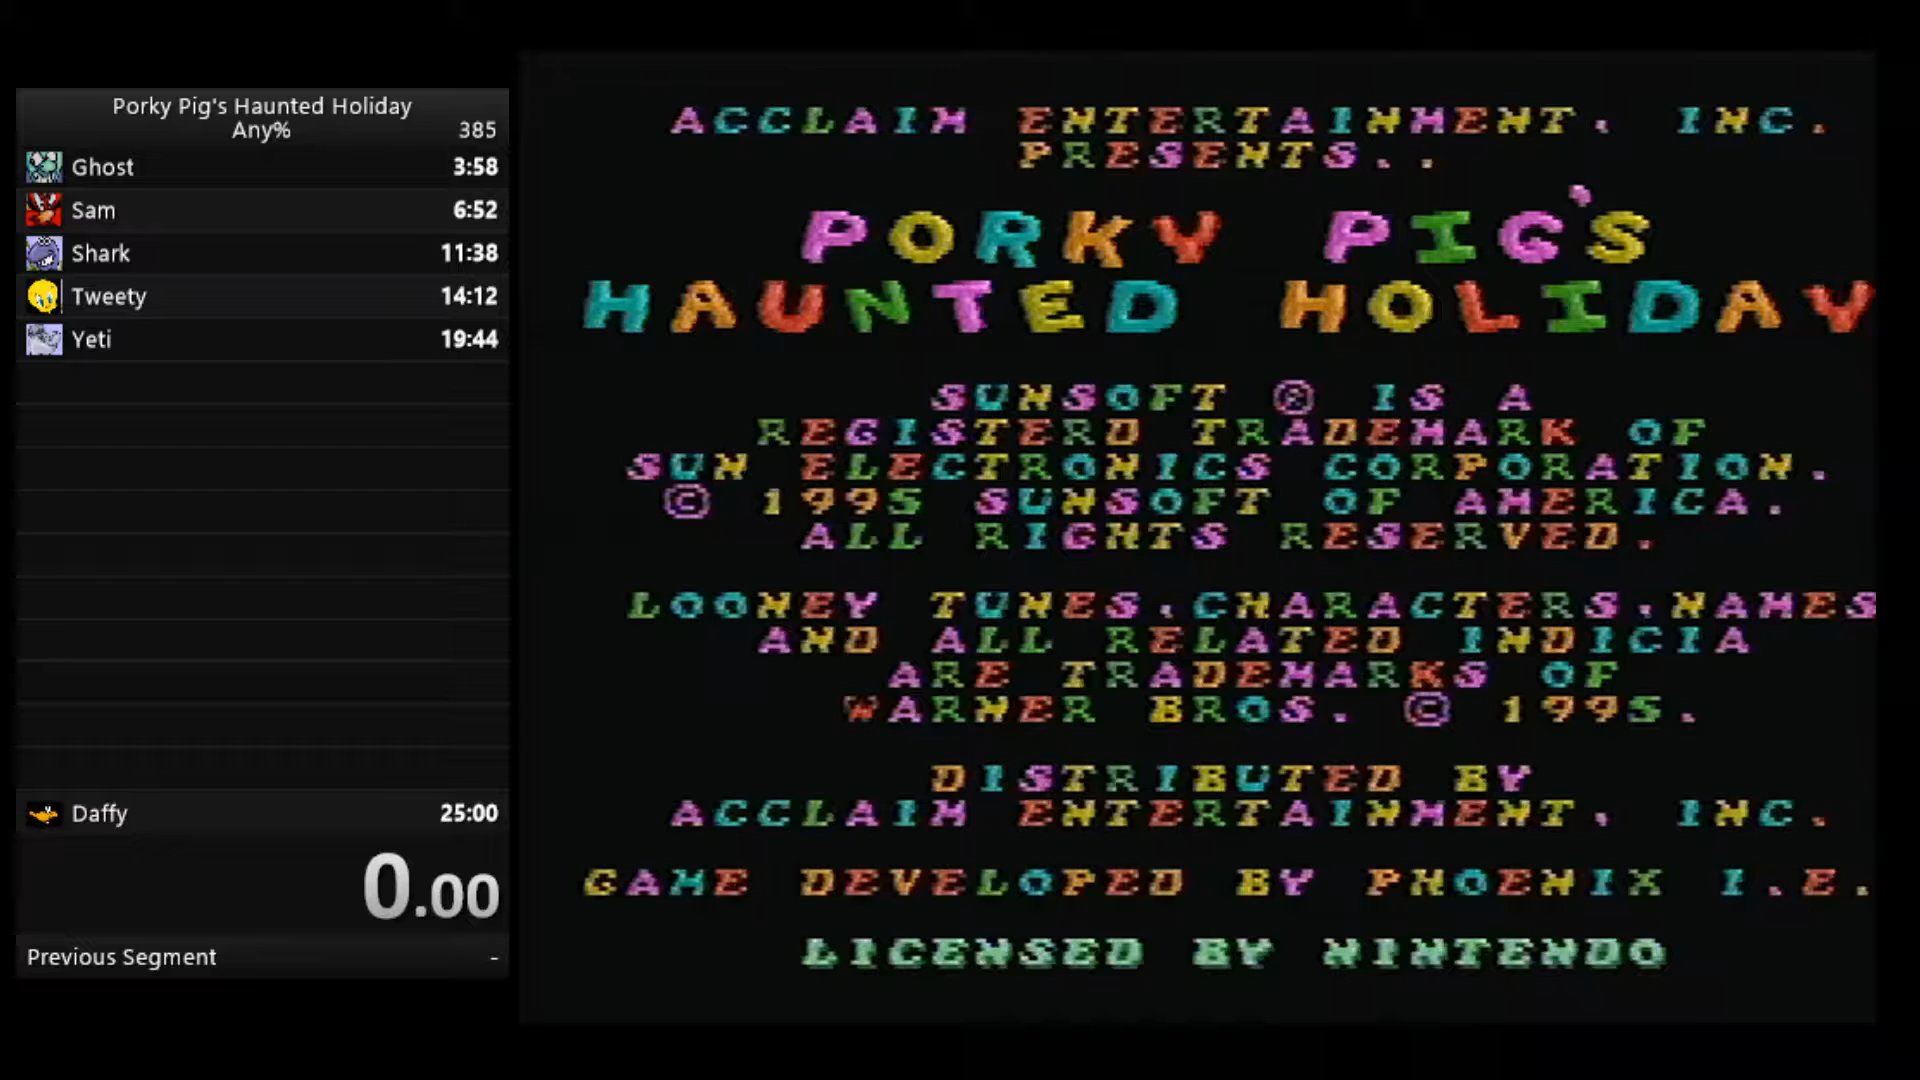 Porky Pig's Haunted Holiday
Any% 385
Ghost 3:58
Sam 6:52
Shark 11:38
Tweety 14:12
Yeti 19:44
Daffy 25:00
0.00
Previous Segment -
ACCLAIM ENTERTAINMENT, INC.
PRESENTS..
PORKY PIG'S
HAUNTED HOLIDAY
SUNSOFT ® IS A
REGISTERD TRADEMARK OF
SUN ELECTRONICS CORPORATION.
© 1995 SUNSOFT OF AMERICA.
ALL RIGHTS RESERVED.
LOONEY TUNES,CHARACTERS,NAMES
AND ALL RELATED INDICIA
ARE TRADEMARKS OF
WARNER BROS. © 1995.
DISTRIBUTED BY
ACCLAIM ENTERTAINMENT, INC.
GAME DEVELOPED BY PHOENIX I.E.
LICENSED BY NINTENDO